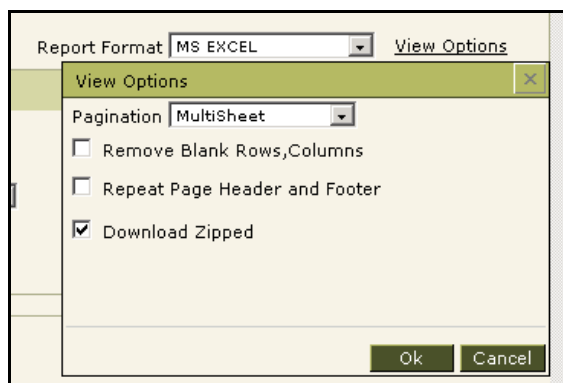 Report Format MS EXCEL View Options
View Options
Pagination MultiSheet
Remove Blank Rows,Columns
Repeat Page Header and Footer
Download Zipped
Ok Cancel